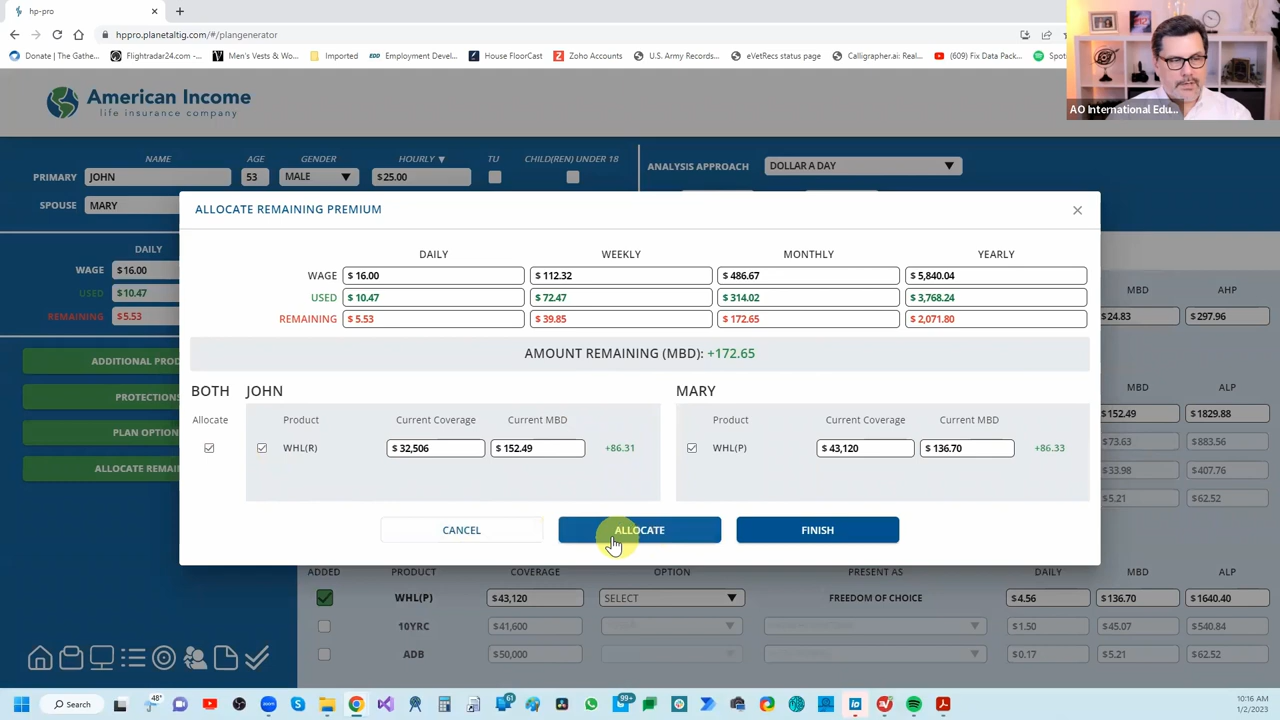 hp-pro
hppro.planetaltig.com/#/plangenerator
Donate | The Gathe... Flightradar24.com -... Men's Vests & Wo... Imported EDD Employment Devel... House FloorCast Zoho Accounts U.S. Army Records... eVetRecs status page Calligrapher.ai: Real... (609) Fix Data Pack... Spot
AO International Edu...
American Income
life insurance company
NAME AGE GENDER HOURLY ▼ TU CHILD(REN) UNDER 18
PRIMARY JOHN 53 MALE $25.00
ANALYSIS APPROACH DOLLAR A DAY
SPOUSE MARY
DAILY
WAGE $16.00
USED $10.47
REMAINING $5.53
ADDITIONAL PROD
PROTECTIONS
PLAN OPTION
ALLOCATE REMAI
ALLOCATE REMAINING PREMIUM
DAILY WEEKLY MONTHLY YEARLY
WAGE $ 16.00 $ 112.32 $ 486.67 $ 5,840.04
USED $ 10.47 $ 72.47 $ 314.02 $ 3,768.24
REMAINING $ 5.53 $ 39.85 $ 172.65 $ 2,071.80
AMOUNT REMAINING (MBD): +172.65
BOTH JOHN MARY
Allocate Product Current Coverage Current MBD Product Current Coverage Current MBD
WHL(R) $ 32,506 $ 152.49 +86.31 WHL(P) $ 43,120 $ 136.70 +86.33
CANCEL ALLOCATE FINISH
MBD AHP
$24.83 $297.96
MBD ALP
$152.49 $1829.88
$73.63 $883.56
$33.98 $407.76
$5.21 $62.52
ADDED PRODUCT COVERAGE OPTION PRESENT AS DAILY MBD ALP
WHL(P) $43,120 SELECT FREEDOM OF CHOICE $4.56 $136.70 $1640.40
10YRC $41,600 $1.50 $45.07 $540.84
ADB $50,000 $0.17 $5.21 $62.52
Search 48° 61 99+
10:16 AM
1/2/2023